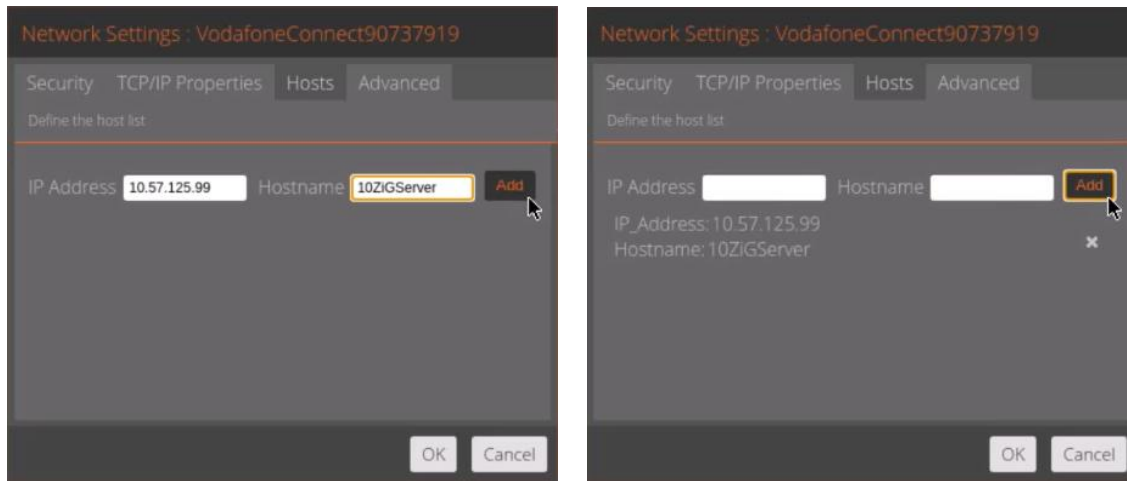 Network Settings : VodafoneConnect90737919
Security TCP/IP Properties Hosts Advanced
Define the host list
IP Address 10.57.125.99 Hostname 10ZiGServer Add
OK Cancel
Network Settings : VodafoneConnect90737919
Security TCP/IP Properties Hosts Advanced
Define the host list
IP Address Hostname Add
IP_Address: 10.57.125.99
Hostname: 10ZiGServer
OK Cancel